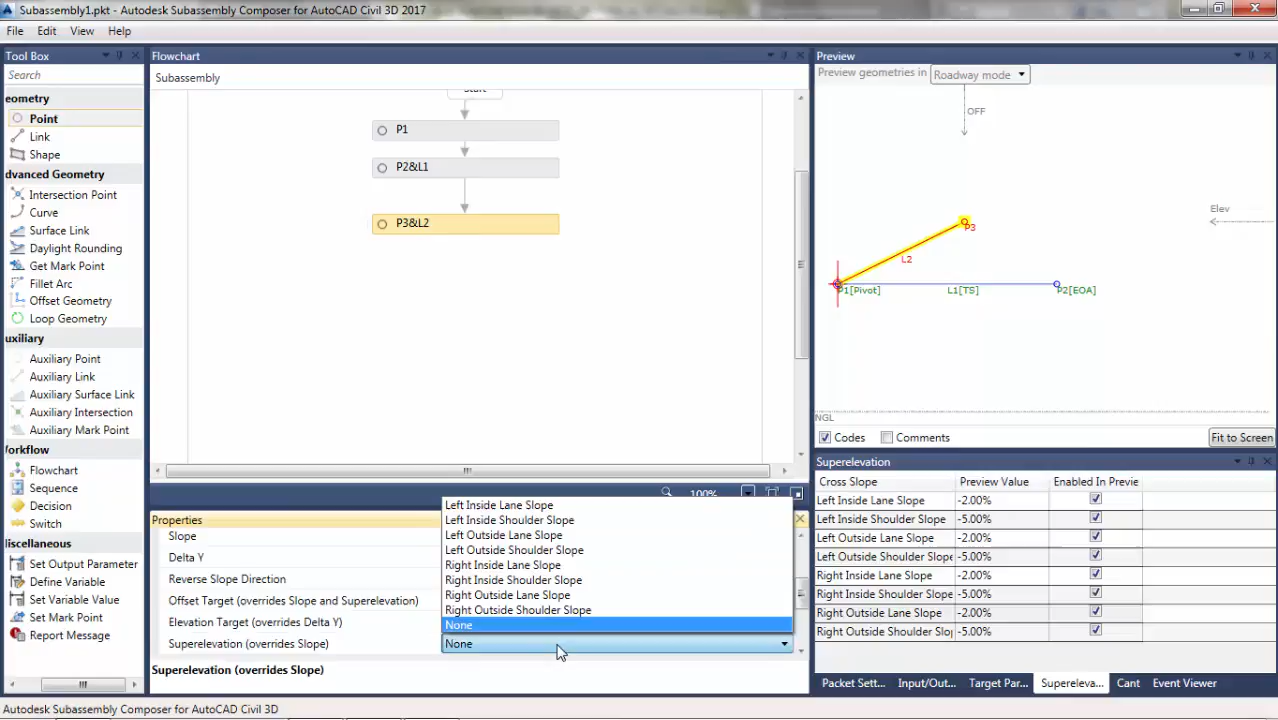 Subassembly1.pkt - Autodesk Subassembly Composer for AutoCAD Civil 3D 2017
File Edit View Help
Tool Box
Search
eometry
Point
Link
Shape
dvanced Geometry
Intersection Point
Curve
Surface Link
Daylight Rounding
Get Mark Point
Fillet Arc
Offset Geometry
Loop Geometry
uxiliary
Auxiliary Point
Auxiliary Link
Auxiliary Surface Link
Auxiliary Intersection
Auxiliary Mark Point
orkflow
Flowchart
Sequence
Decision
Switch
iscellaneous
Set Output Parameter
Define Variable
Set Variable Value
Set Mark Point
Report Message
Flowchart
Subassembly
Start
P1
P2&L1
P3&L2
100%
Properties
Slope
Delta Y
Reverse Slope Direction
Offset Target (overrides Slope and Superelevation)
Elevation Target (overrides Delta Y)
Superelevation (overrides Slope)
Left Inside Lane Slope
Left Inside Shoulder Slope
Left Outside Lane Slope
Left Outside Shoulder Slope
Right Inside Lane Slope
Right Inside Shoulder Slope
Right Outside Lane Slope
Right Outside Shoulder Slope
None
None
Superelevation (overrides Slope)
Preview
Preview geometries in Roadway mode
OFF
Elev
P3
L2
P1[Pivot] L1[TS] P2[EOA]
NGL
Codes Comments Fit to Screen
Superelevation
Cross Slope Preview Value Enabled In Previe
Left Inside Lane Slope -2.00%
Left Inside Shoulder Slope -5.00%
Left Outside Lane Slope -2.00%
Left Outside Shoulder Slope -5.00%
Right Inside Lane Slope -2.00%
Right Inside Shoulder Slope -5.00%
Right Outside Lane Slope -2.00%
Right Outside Shoulder Slop -5.00%
Packet Sett... Input/Out... Target Par... Supereleva... Cant Event Viewer
Autodesk Subassembly Composer for AutoCAD Civil 3D